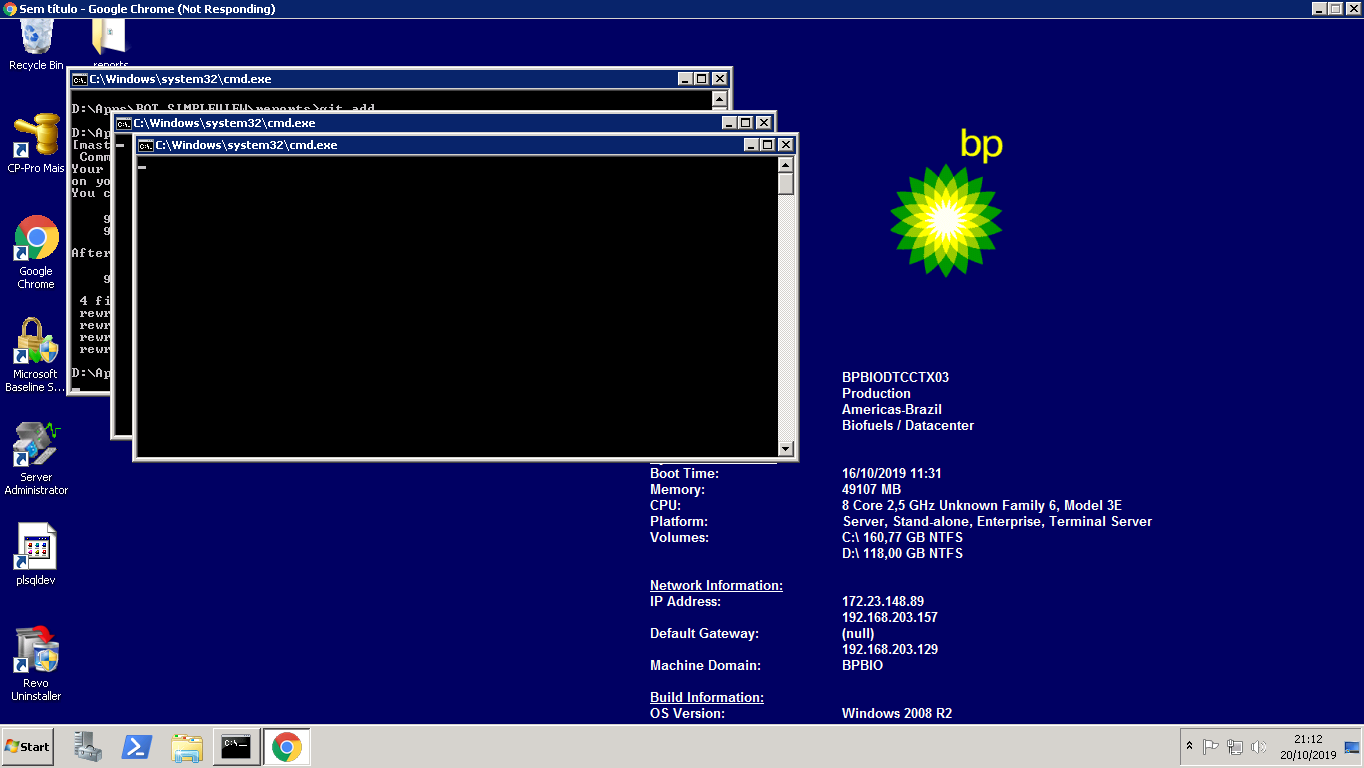 Sem título - Google Chrome (Not Responding)
Recycle Bin
reports
C:\Windows\system32\cmd.exe
D:\Apps\BOT_SIMPLEVIEW\reports>git add
D:\Ap
[mast
Comm
Your
on yo
You c
g
g
After
g
4 fi
rewr
rewr
rewr
rewr
D:\Ap
C:\Windows\system32\cmd.exe
C:\Windows\system32\cmd.exe
CP-Pro Mais
Google
Chrome
Microsoft
Baseline S...
Server
Administrator
plsqldev
Revo
Uninstaller
bp
BPBIODTCCTX03
Production
Americas-Brazil
Biofuels / Datacenter
Boot Time: 16/10/2019 11:31
Memory: 49107 MB
CPU: 8 Core 2,5 GHz Unknown Family 6, Model 3E
Platform: Server, Stand-alone, Enterprise, Terminal Server
Volumes: C:\ 160,77 GB NTFS
D:\ 118,00 GB NTFS
Network Information:
IP Address: 172.23.148.89
192.168.203.157
Default Gateway: (null)
192.168.203.129
Machine Domain: BPBIO
Build Information:
OS Version: Windows 2008 R2
Start
C:\
21:12
20/10/2019